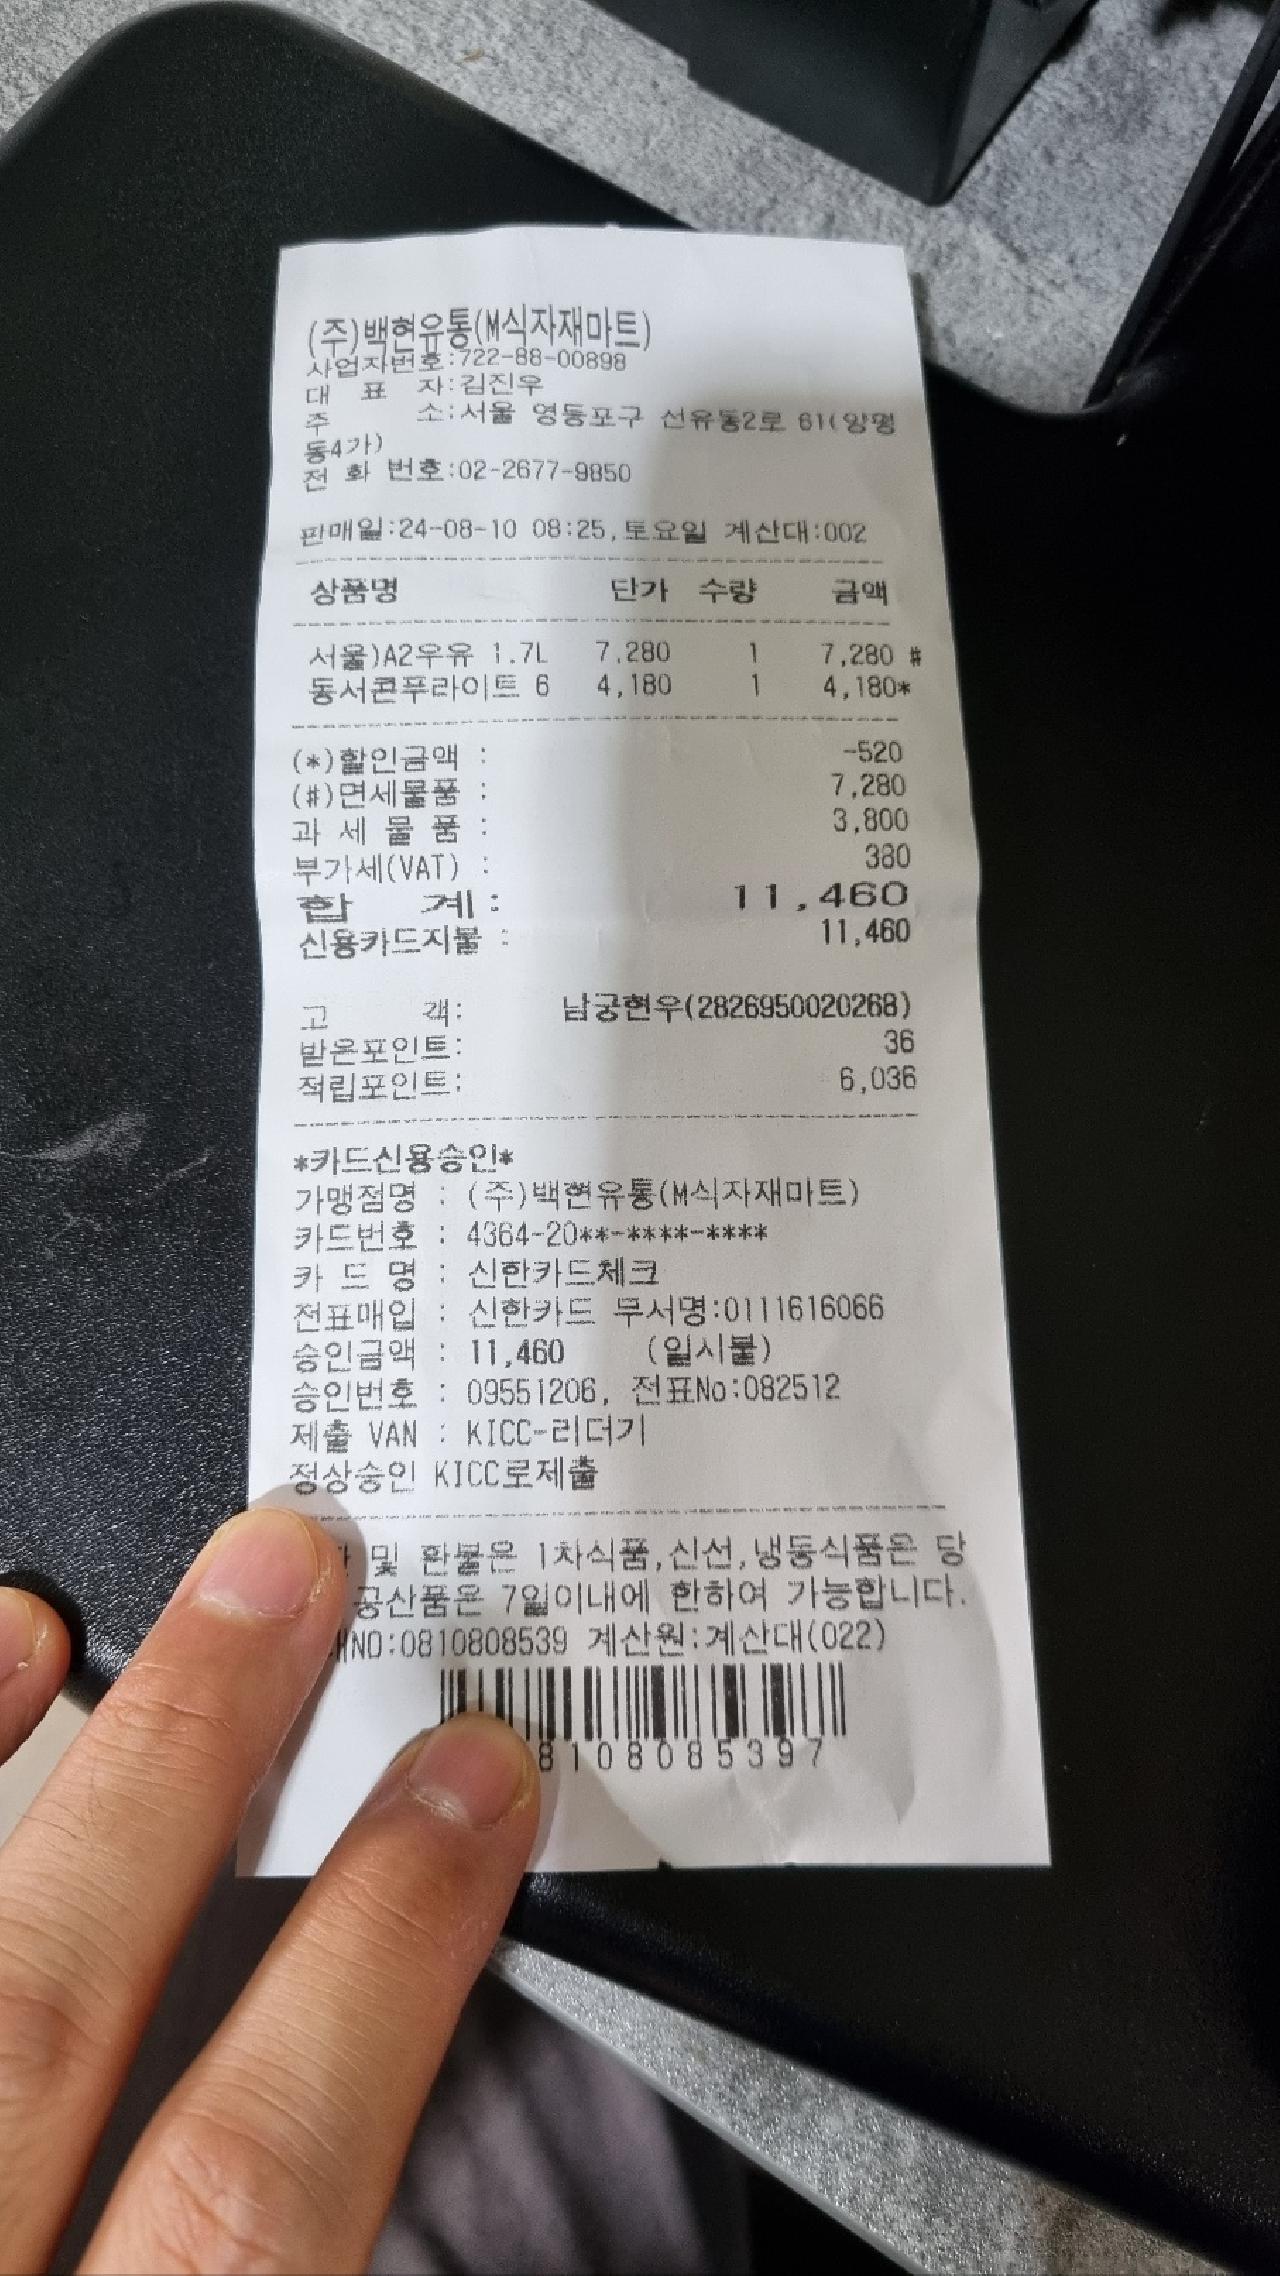 (주)백현유통(M식자재마트)
사업자번호:722-88-00898
대 표 자:김진우
주 소:서울 영등포구 선유동2로 61(양평
동4가)
전 화 번호:02-2677-9850
판매일:24-08-10 08:25,토요일 계산대:002
상품명 단가 수량 금액
서울)A2우유 1.7L 7,280 1 7,280 #
동서콘푸라이트 6 4,180 1 4,180*
(*)할인금액 : -520
(#)면세물품 : 7,280
과 세 물 품 : 3,800
부가세(VAT) : 380
합 계: 11,460
신용카드지불 : 11,460
고 객: 남궁현우(2826950020268)
받은포인트: 36
적립포인트: 6,036
*카드신용승인*
가맹점명 : (주)백현유통(M식자재마트)
카드번호 : 4364-20**-****-****
카 드 명 : 신한카드체크
전표매입 : 신한카드 무서명:0111616066
승인금액 : 11,460 (일시불)
승인번호 : 09551206, 전표No:082512
제출 VAN : KICC-리더기
정상승인 KICC로제출
및 환불은 1차식품,신선,냉동식품은 당
공산품은 7일이내에 한하여 가능합니다.
NO:0810808539 계산원:계산대(022)
8108085397